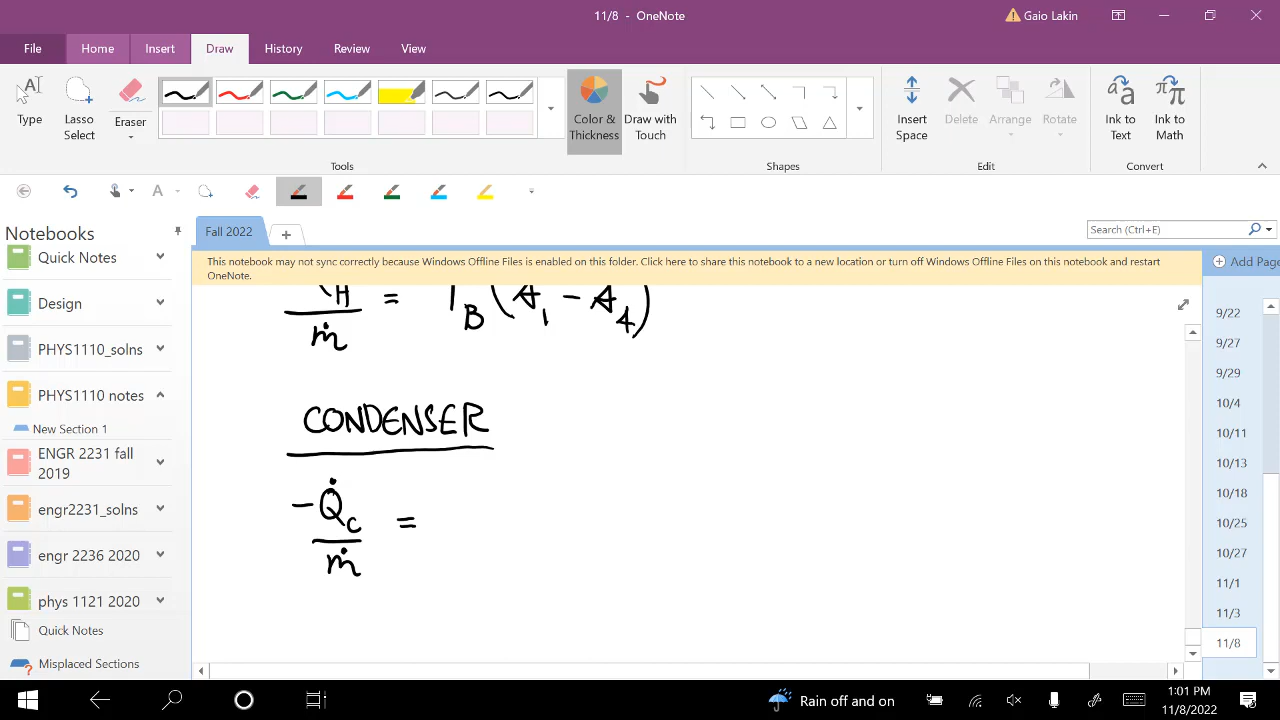 11/8 - OneNote
Gaio Lakin
File Home Insert Draw History Review View
Type
Lasso Select
Eraser
Color & Thickness
Draw with Touch
Insert Space
Delete
Arrange
Rotate
Ink to Text
Ink to Math
Tools
Shapes
Edit
Convert
Notebooks
Fall 2022
Search (Ctrl+E)
This notebook may not sync correctly because Windows Offline Files is enabled on this folder. Click here to share this notebook to a new location or turn off Windows Offline Files on this notebook and restart
OneNote.
Add Page
Quick Notes
Design
PHYS1110_solns
PHYS1110 notes
New Section 1
ENGR 2231 fall
2019
engr2231_solns
engr 2236 2020
phys 1121 2020
Quick Notes
Misplaced Sections
= T_B (s_1 - s_4)
ṁ
CONDENSER
-Q̇_C
=
ṁ
9/22
9/27
9/29
10/4
10/11
10/13
10/18
10/25
10/27
11/1
11/3
11/8
Rain off and on
1:01 PM
11/8/2022